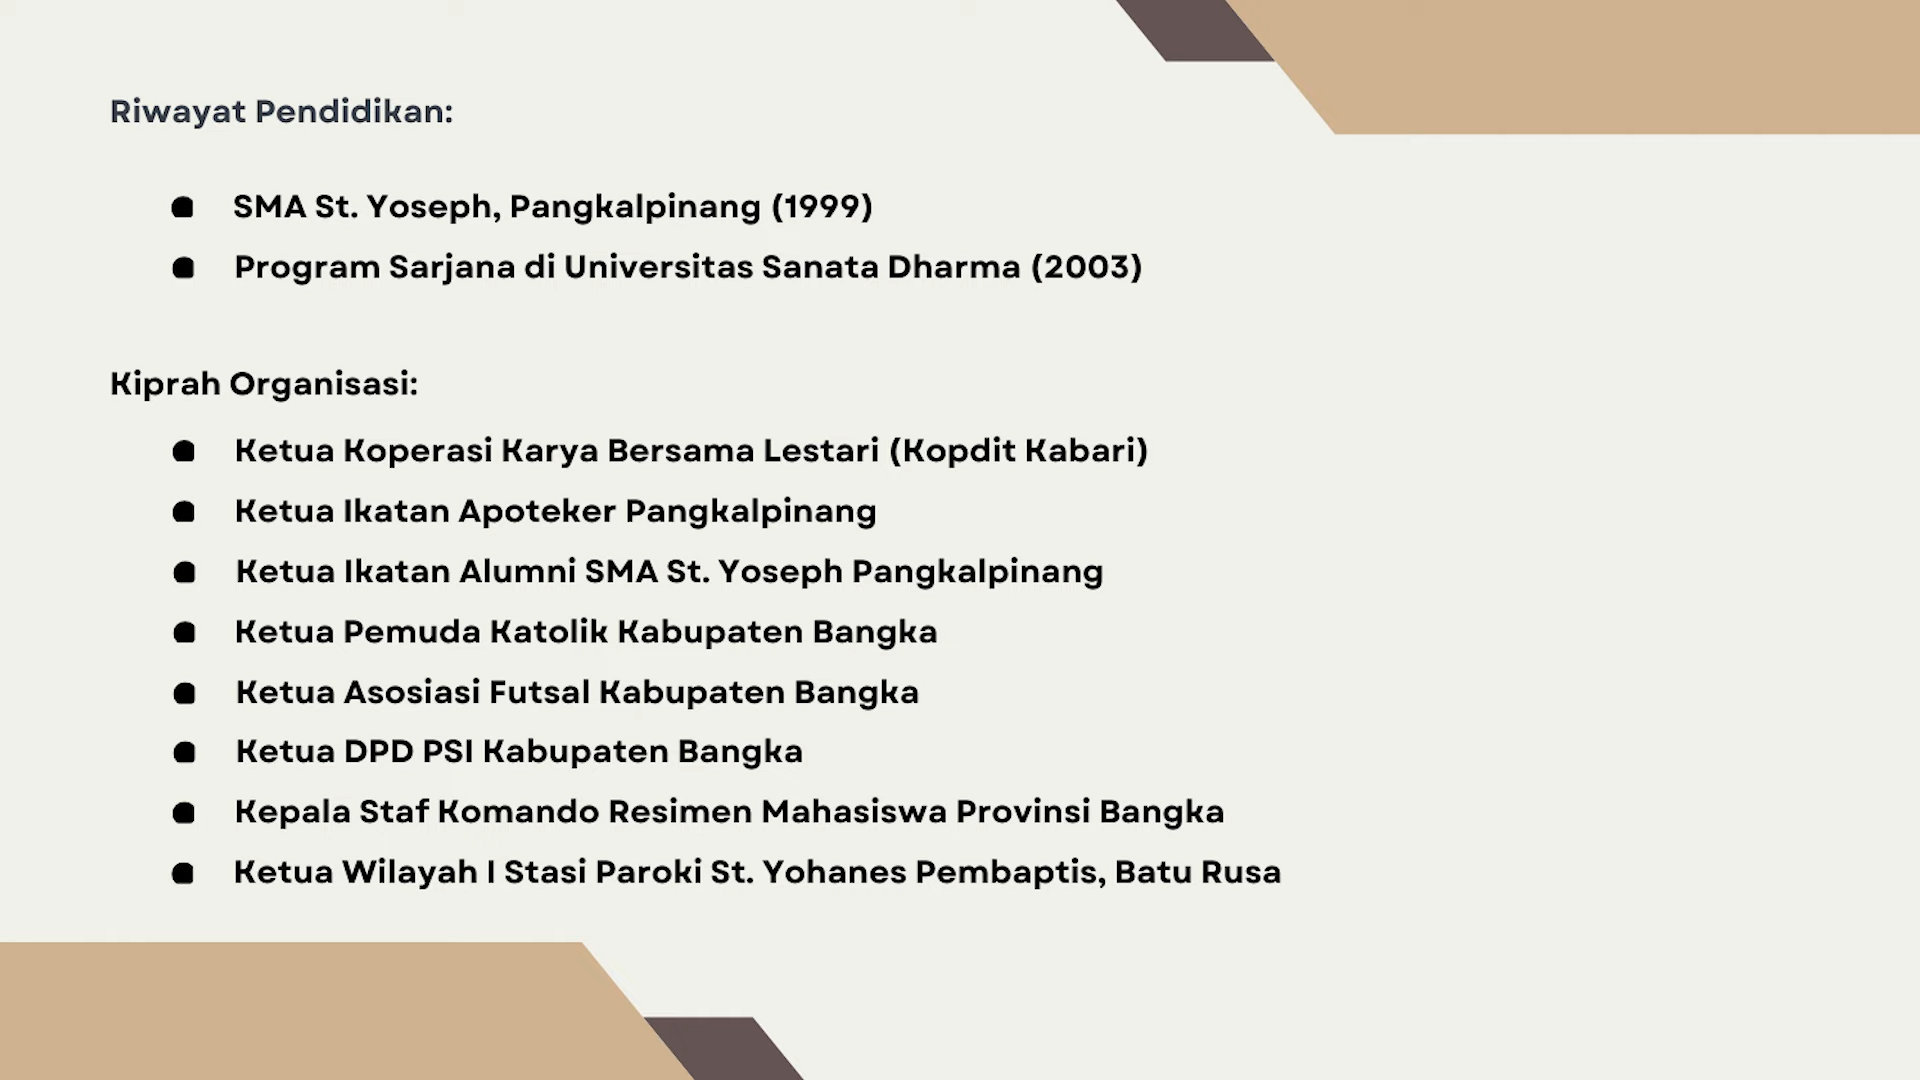 Riwayat Pendidikan:
SMA St. Yoseph, Pangkalpinang (1999)
Program Sarjana di Universitas Sanata Dharma (2003)
Kiprah Organisasi:
Ketua Koperasi Karya Bersama Lestari (Kopdit Kabari)
Ketua Ikatan Apoteker Pangkalpinang
Ketua Ikatan Alumni SMA St. Yoseph Pangkalpinang
Ketua Pemuda Katolik Kabupaten Bangka
Ketua Asosiasi Futsal Kabupaten Bangka
Ketua DPD PSI Kabupaten Bangka
Kepala Staf Komando Resimen Mahasiswa Provinsi Bangka
Ketua Wilayah I Stasi Paroki St. Yohanes Pembaptis, Batu Rusa